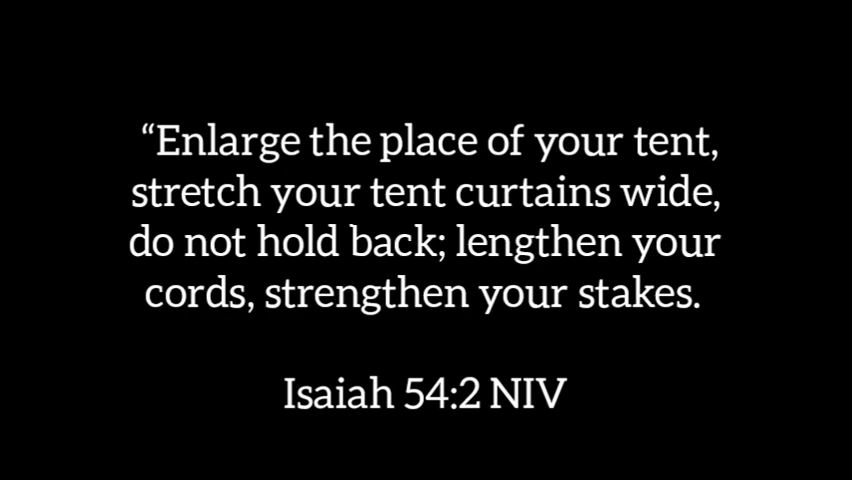 “Enlarge the place of your tent,
stretch your tent curtains wide,
do not hold back; lengthen your
cords, strengthen your stakes.
Isaiah 54:2 NIV